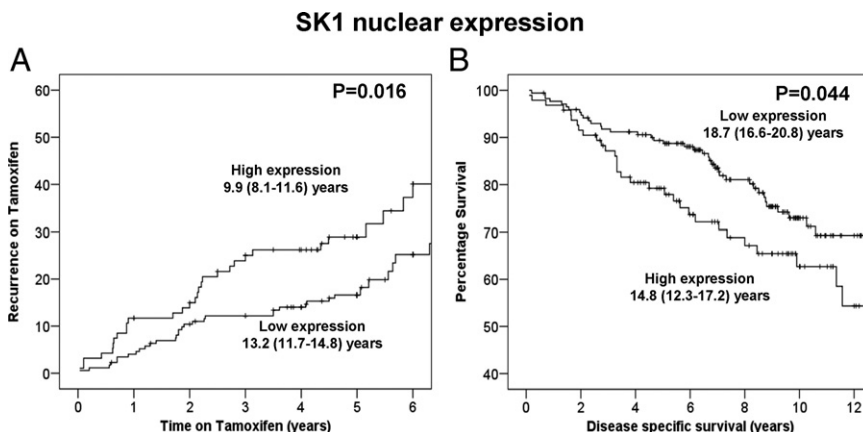 SK1 nuclear expression
A
P=0.016
Recurrence on Tamoxifen
60
50
40
30
20
10
0
High expression
9.9 (8.1-11.6) years
Low expression
13.2 (11.7-14.8) years
0 1 2 3 4 5 6
Time on Tamoxifen (years)
B
P=0.044
Percentage Survival
100
90
80
70
60
50
40
Low expression
18.7 (16.6-20.8) years
High expression
14.8 (12.3-17.2) years
0 2 4 6 8 10 12
Disease specific survival (years)